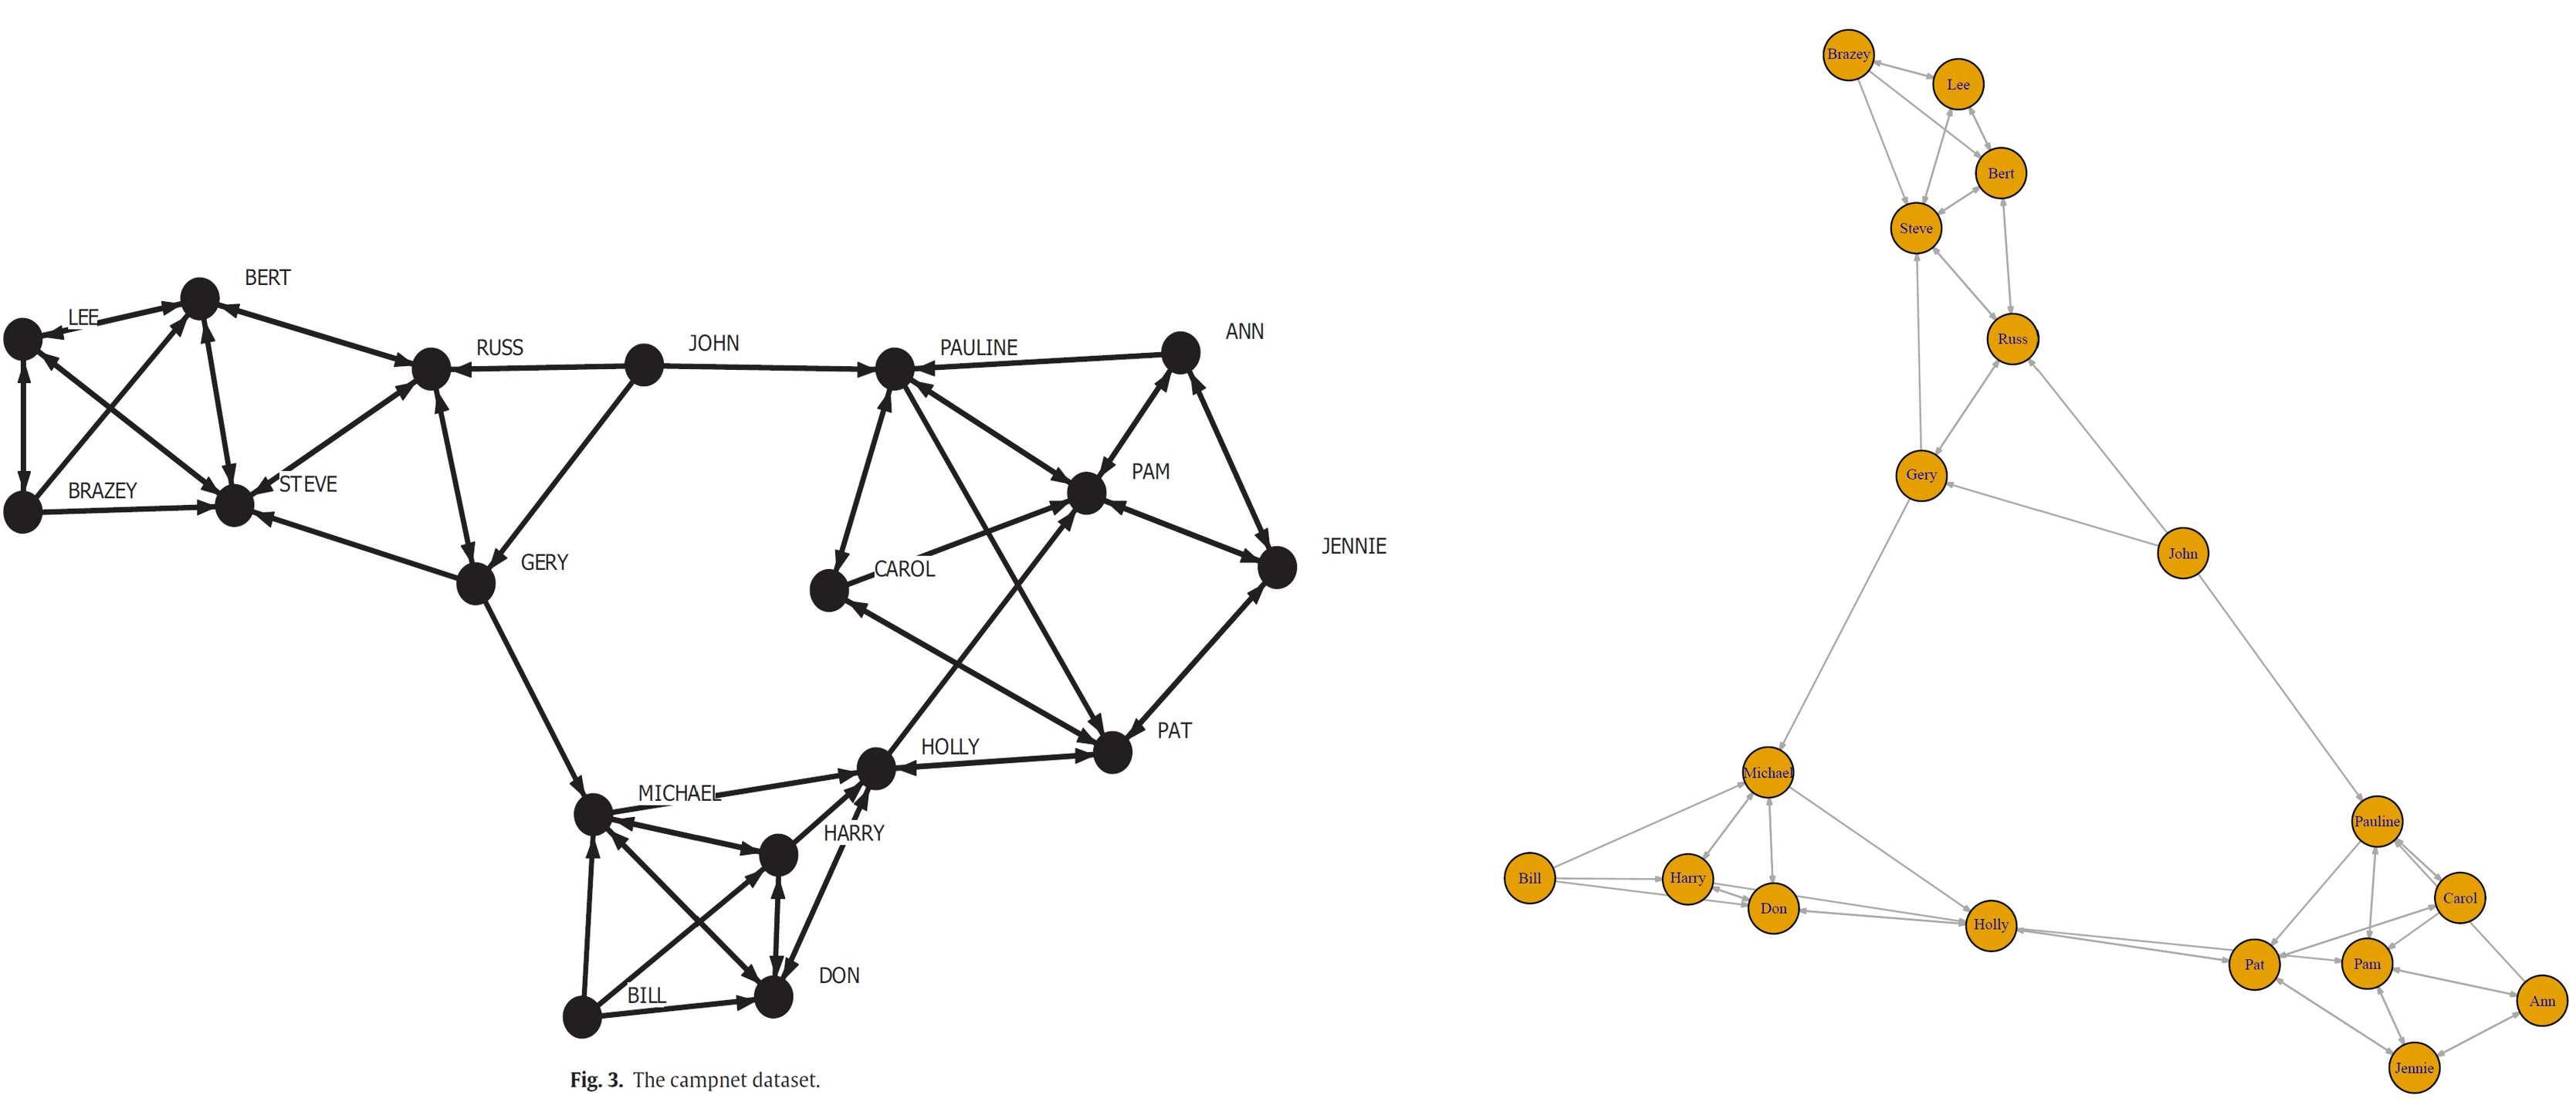 BERT
LEE
BRAZEY
STEVE
RUSS
JOHN
GERY
PAULINE
ANN
PAM
CAROL
JENNIE
PAT
HOLLY
MICHAEL
HARRY
DON
BILL
Fig. 3. The campnet dataset.
Brazey
Lee
Bert
Steve
Russ
Gery
John
Michael
Bill
Harry
Don
Holly
Pauline
Carol
Pat
Pam
Ann
Jennie